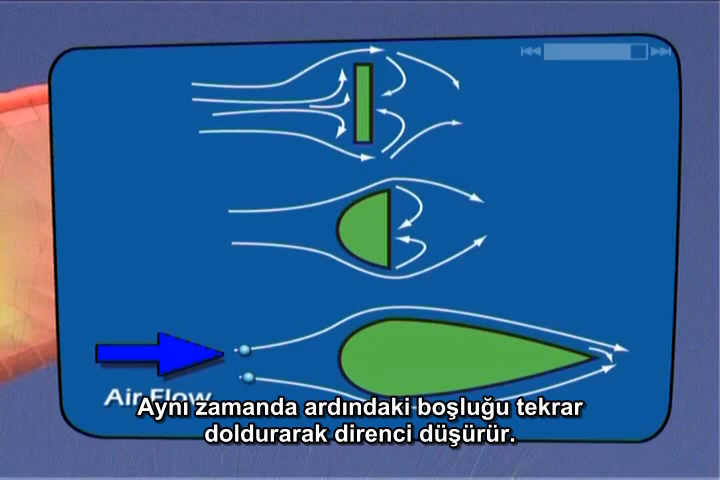 Air Flow
Aynı zamanda ardındaki boşluğu tekrar
doldurarak direnci düşürür.